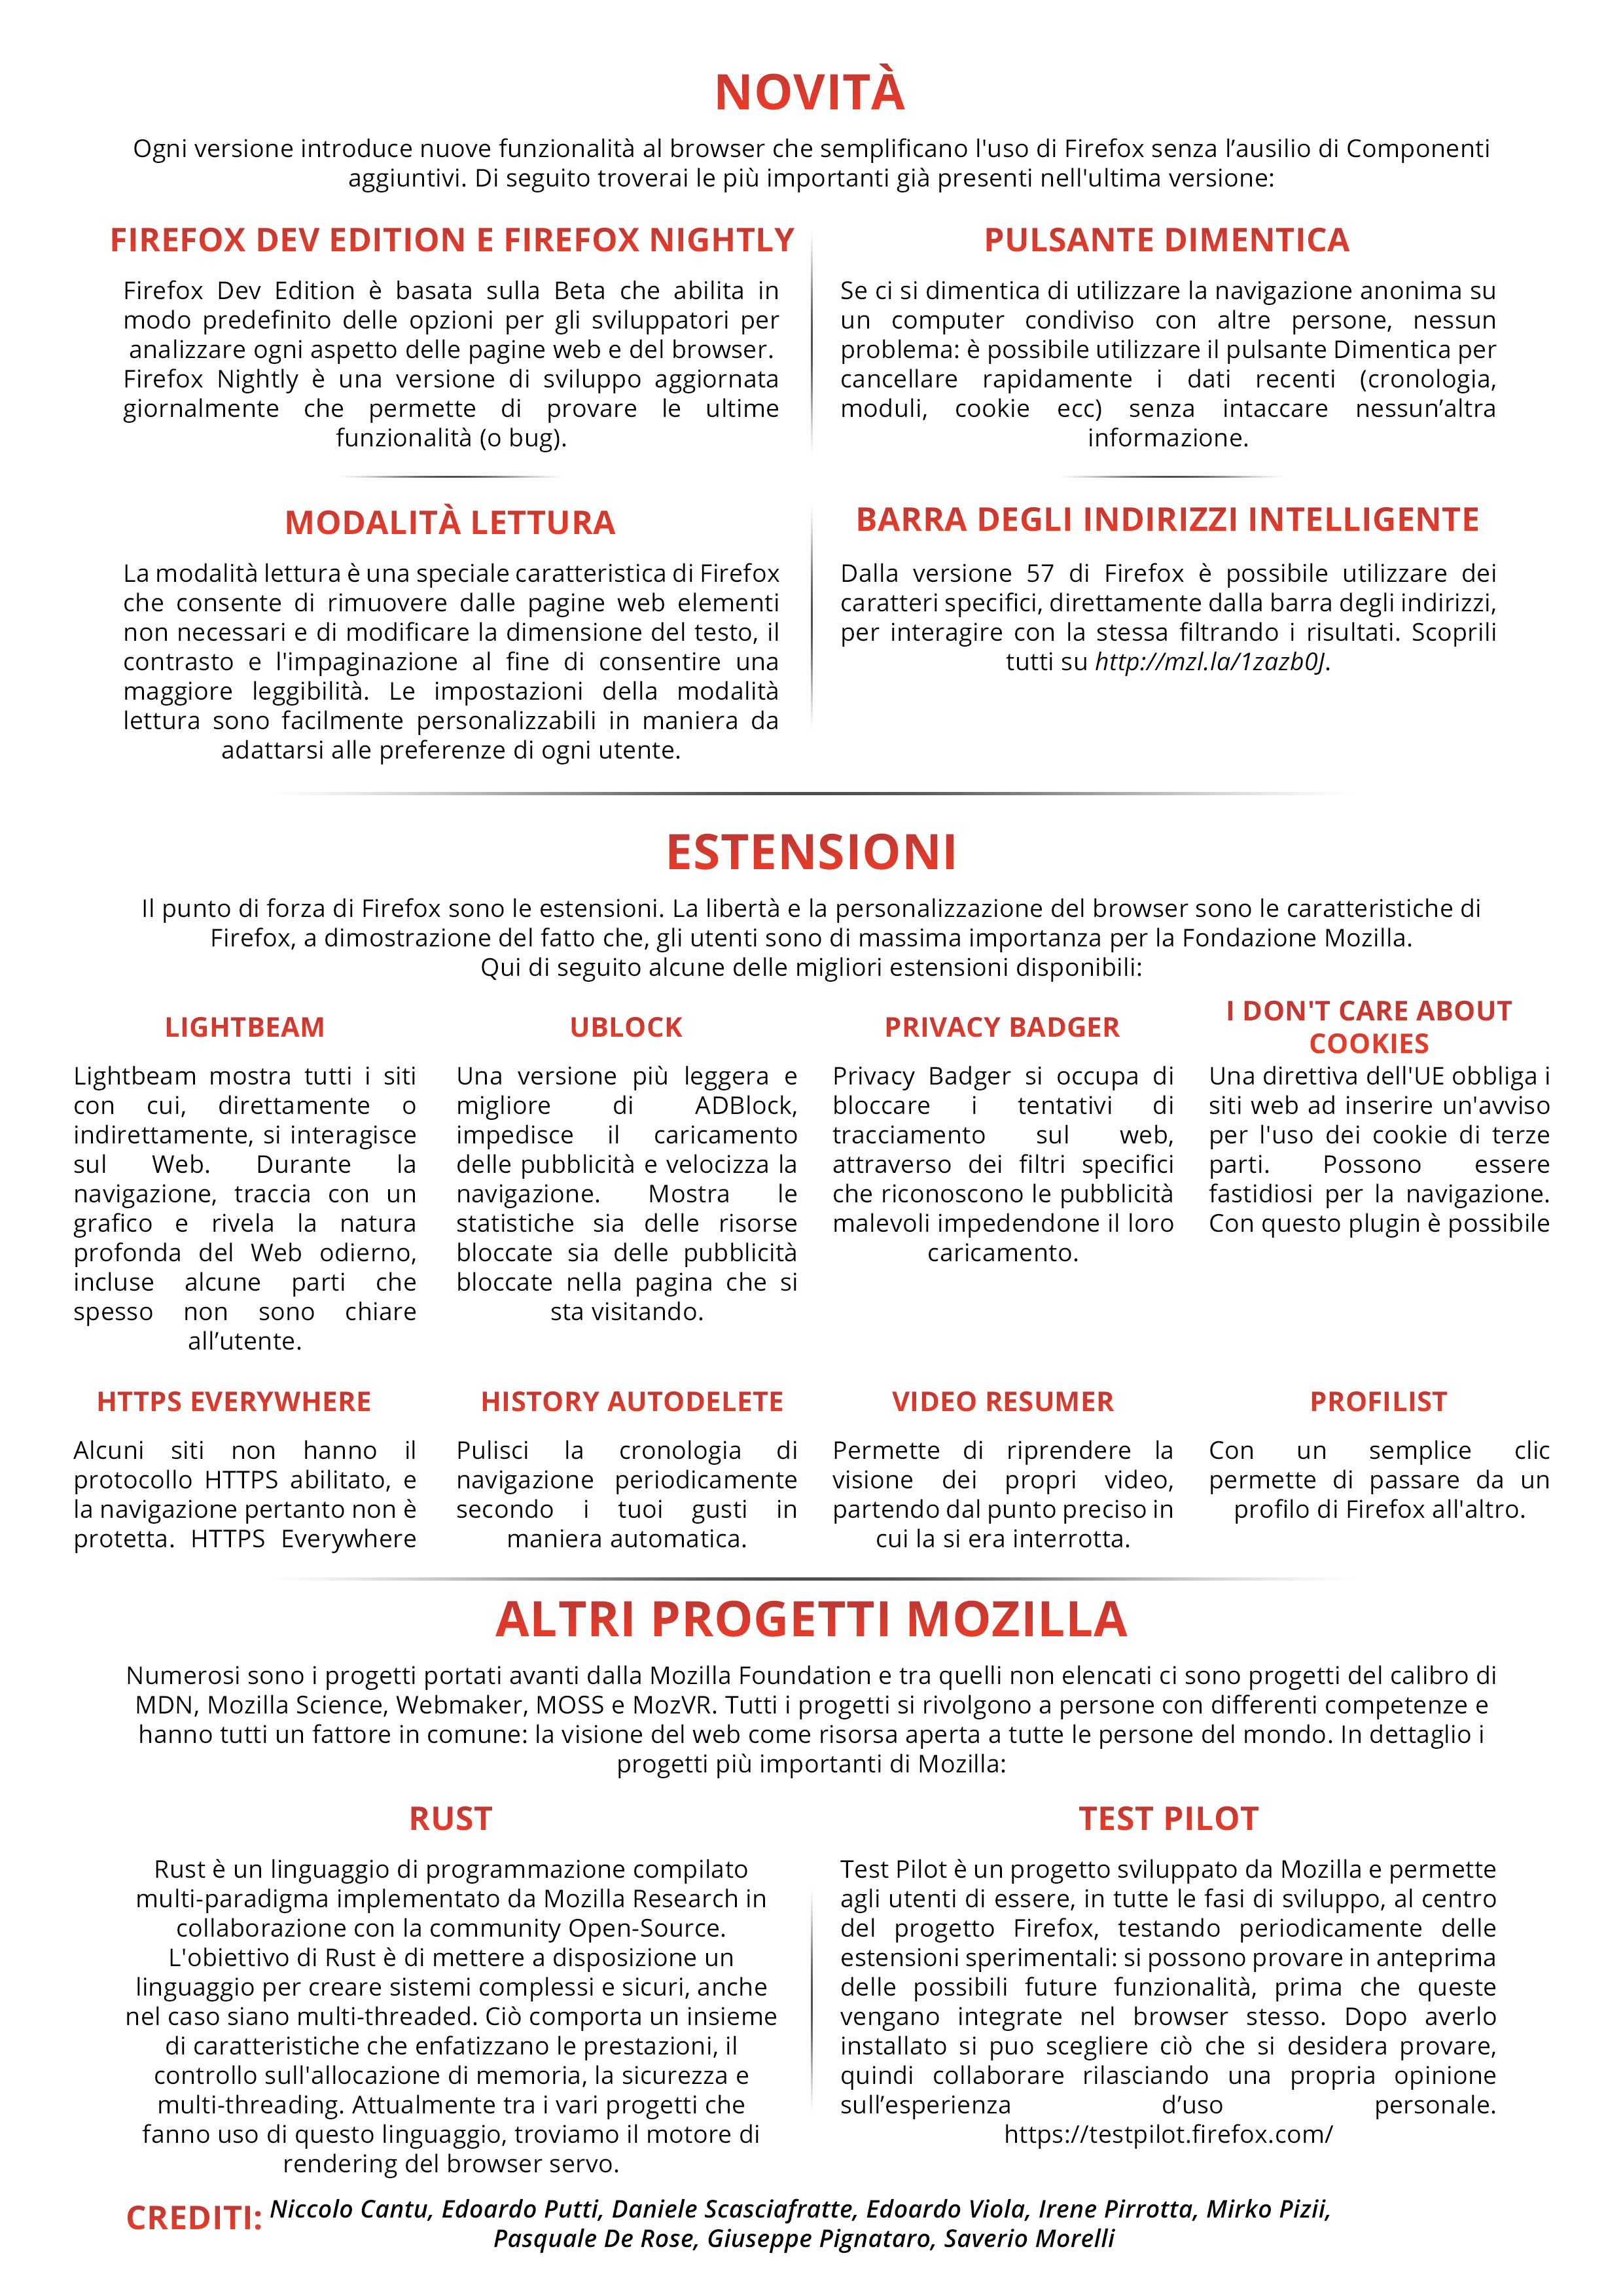 NOVITÀ
Ogni versione introduce nuove funzionalità al browser che semplificano l'uso di Firefox senza l’ausilio di Componenti
aggiuntivi. Di seguito troverai le più importanti già presenti nell'ultima versione:
FIREFOX DEV EDITION E FIREFOX NIGHTLY
Firefox Dev Edition è basata sulla Beta che abilita in
modo predefinito delle opzioni per gli sviluppatori per
analizzare ogni aspetto delle pagine web e del browser.
Firefox Nightly è una versione di sviluppo aggiornata
giornalmente che permette di provare le ultime
funzionalità (o bug).
PULSANTE DIMENTICA
Se ci si dimentica di utilizzare la navigazione anonima su
un computer condiviso con altre persone, nessun
problema: è possibile utilizzare il pulsante Dimentica per
cancellare rapidamente i dati recenti (cronologia,
moduli, cookie ecc) senza intaccare nessun’altra
informazione.
MODALITÀ LETTURA
La modalità lettura è una speciale caratteristica di Firefox
che consente di rimuovere dalle pagine web elementi
non necessari e di modificare la dimensione del testo, il
contrasto e l'impaginazione al fine di consentire una
maggiore leggibilità. Le impostazioni della modalità
lettura sono facilmente personalizzabili in maniera da
adattarsi alle preferenze di ogni utente.
BARRA DEGLI INDIRIZZI INTELLIGENTE
Dalla versione 57 di Firefox è possibile utilizzare dei
caratteri specifici, direttamente dalla barra degli indirizzi,
per interagire con la stessa filtrando i risultati. Scoprili
tutti su http://mzl.la/1zazb0J.
ESTENSIONI
Il punto di forza di Firefox sono le estensioni. La libertà e la personalizzazione del browser sono le caratteristiche di
Firefox, a dimostrazione del fatto che, gli utenti sono di massima importanza per la Fondazione Mozilla.
Qui di seguito alcune delle migliori estensioni disponibili:
LIGHTBEAM
Lightbeam mostra tutti i siti
con cui, direttamente o
indirettamente, si interagisce
sul Web. Durante la
navigazione, traccia con un
grafico e rivela la natura
profonda del Web odierno,
incluse alcune parti che
spesso non sono chiare
all’utente.
UBLOCK
Una versione più leggera e
migliore di ADBlock,
impedisce il caricamento
delle pubblicità e velocizza la
navigazione. Mostra le
statistiche sia delle risorse
bloccate sia delle pubblicità
bloccate nella pagina che si
sta visitando.
PRIVACY BADGER
Privacy Badger si occupa di
bloccare i tentativi di
tracciamento sul web,
attraverso dei filtri specifici
che riconoscono le pubblicità
malevoli impedendone il loro
caricamento.
I DON'T CARE ABOUT
COOKIES
Una direttiva dell'UE obbliga i
siti web ad inserire un'avviso
per l'uso dei cookie di terze
parti. Possono essere
fastidiosi per la navigazione.
Con questo plugin è possibile
HTTPS EVERYWHERE
Alcuni siti non hanno il
protocollo HTTPS abilitato, e
la navigazione pertanto non è
protetta. HTTPS Everywhere
HISTORY AUTODELETE
Pulisci la cronologia di
navigazione periodicamente
secondo i tuoi gusti in
maniera automatica.
VIDEO RESUMER
Permette di riprendere la
visione dei propri video,
partendo dal punto preciso in
cui la si era interrotta.
PROFILIST
Con un semplice clic
permette di passare da un
profilo di Firefox all'altro.
ALTRI PROGETTI MOZILLA
Numerosi sono i progetti portati avanti dalla Mozilla Foundation e tra quelli non elencati ci sono progetti del calibro di
MDN, Mozilla Science, Webmaker, MOSS e MozVR. Tutti i progetti si rivolgono a persone con differenti competenze e
hanno tutti un fattore in comune: la visione del web come risorsa aperta a tutte le persone del mondo. In dettaglio i
progetti più importanti di Mozilla:
RUST
Rust è un linguaggio di programmazione compilato
multi-paradigma implementato da Mozilla Research in
collaborazione con la community Open-Source.
L'obiettivo di Rust è di mettere a disposizione un
linguaggio per creare sistemi complessi e sicuri, anche
nel caso siano multi-threaded. Ciò comporta un insieme
di caratteristiche che enfatizzano le prestazioni, il
controllo sull'allocazione di memoria, la sicurezza e
multi-threading. Attualmente tra i vari progetti che
fanno uso di questo linguaggio, troviamo il motore di
rendering del browser servo.
TEST PILOT
Test Pilot è un progetto sviluppato da Mozilla e permette
agli utenti di essere, in tutte le fasi di sviluppo, al centro
del progetto Firefox, testando periodicamente delle
estensioni sperimentali: si possono provare in anteprima
delle possibili future funzionalità, prima che queste
vengano integrate nel browser stesso. Dopo averlo
installato si puo scegliere ciò che si desidera provare,
quindi collaborare rilasciando una propria opinione
sull’esperienza d’uso personale.
https://testpilot.firefox.com/
CREDITI: Niccolo Cantu, Edoardo Putti, Daniele Scasciafratte, Edoardo Viola, Irene Pirrotta, Mirko Pizii,
Pasquale De Rose, Giuseppe Pignataro, Saverio Morelli